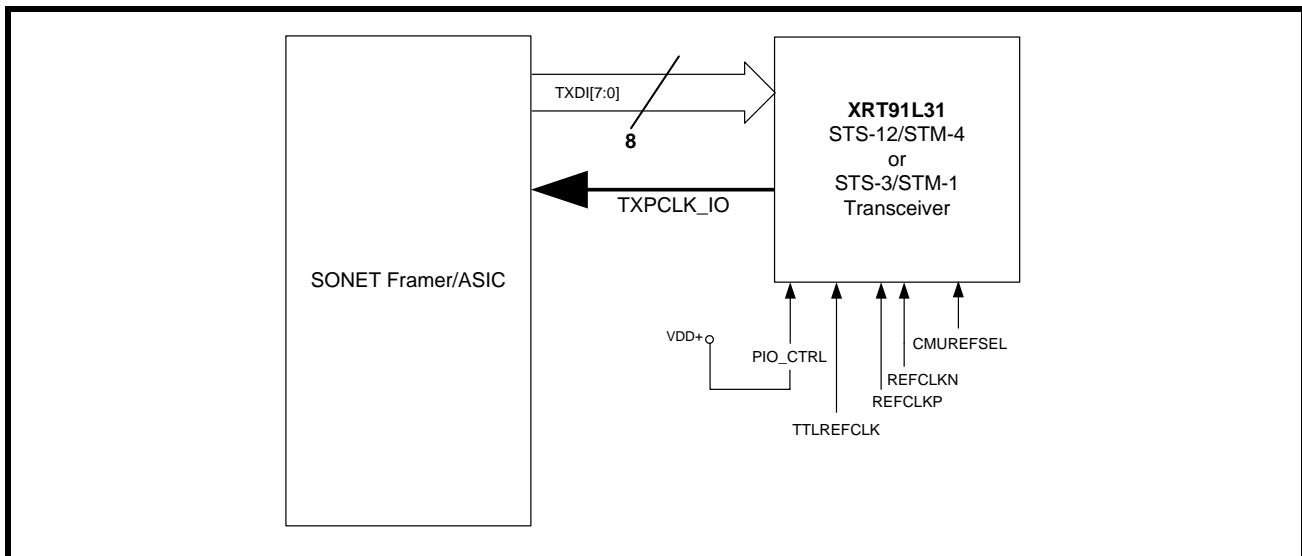 TXDI[7:0]
8
TXPCLK_IO
SONET Framer/ASIC
XRT91L31
STS-12/STM-4
or
STS-3/STM-1
Transceiver
VDD+
PIO_CTRL
CMUREFSEL
REFCLKN
REFCLKP
TTLREFCLK